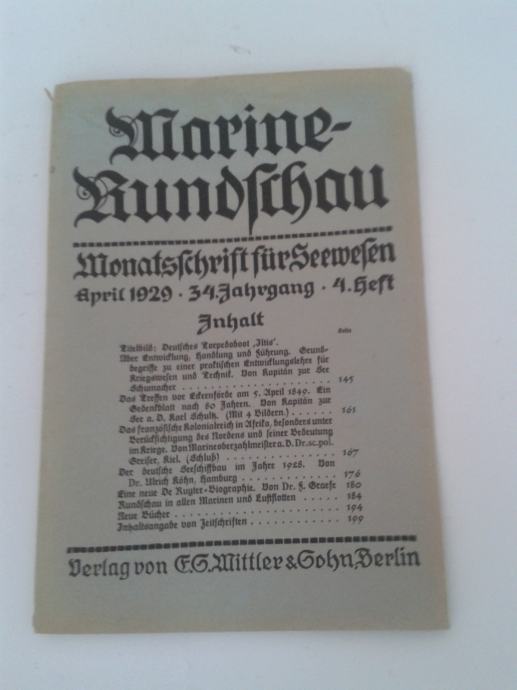 Marine-
Rundschau
Monatsschrift für Seewesen
April 1929 · 34. Jahrgang · 4. Heft
Inhalt
Seite
Titelbild: Deutsches Torpedoboot „Iltis“.
Über Entwicklung, Handlung und Führung. Grund-
begriffe zu einer praktischen Entwicklungslehre für
Kriegswesen und Technik. Von Kapitän zur See
Schumacher . . . . . . . . . . . . . . . . . . . . 145
Das Treffen vor Eckernförde am 5. April 1849. Ein
Gedenkblatt nach 80 Jahren. Von Kapitän zur
See a. D. Karl Schultz. (Mit 4 Bildern.) . . . . . . 161
Das französische Kolonialreich in Afrika, besonders unter
Berücksichtigung des Nordens und seiner Bedeutung
im Kriege. Von Marineoberzahlmeister a. D. Dr. sc. pol.
Greiser, Kiel. (Schluß) . . . . . . . . . . . . . . . 167
Der deutsche Seeschiffbau im Jahre 1928. Von
Dr. Ulrich Köhn, Hamburg . . . . . . . . . . . . . 176
Eine neue De Ruyter-Biographie. Von Dr. F. Graefe 180
Rundschau in allen Marinen und Luftflotten . . . . . 184
Neue Bücher . . . . . . . . . . . . . . . . . . . . 194
Inhaltsangabe von Zeitschriften . . . . . . . . . . . 199
Verlag von E. S. Mittler & Sohn, Berlin